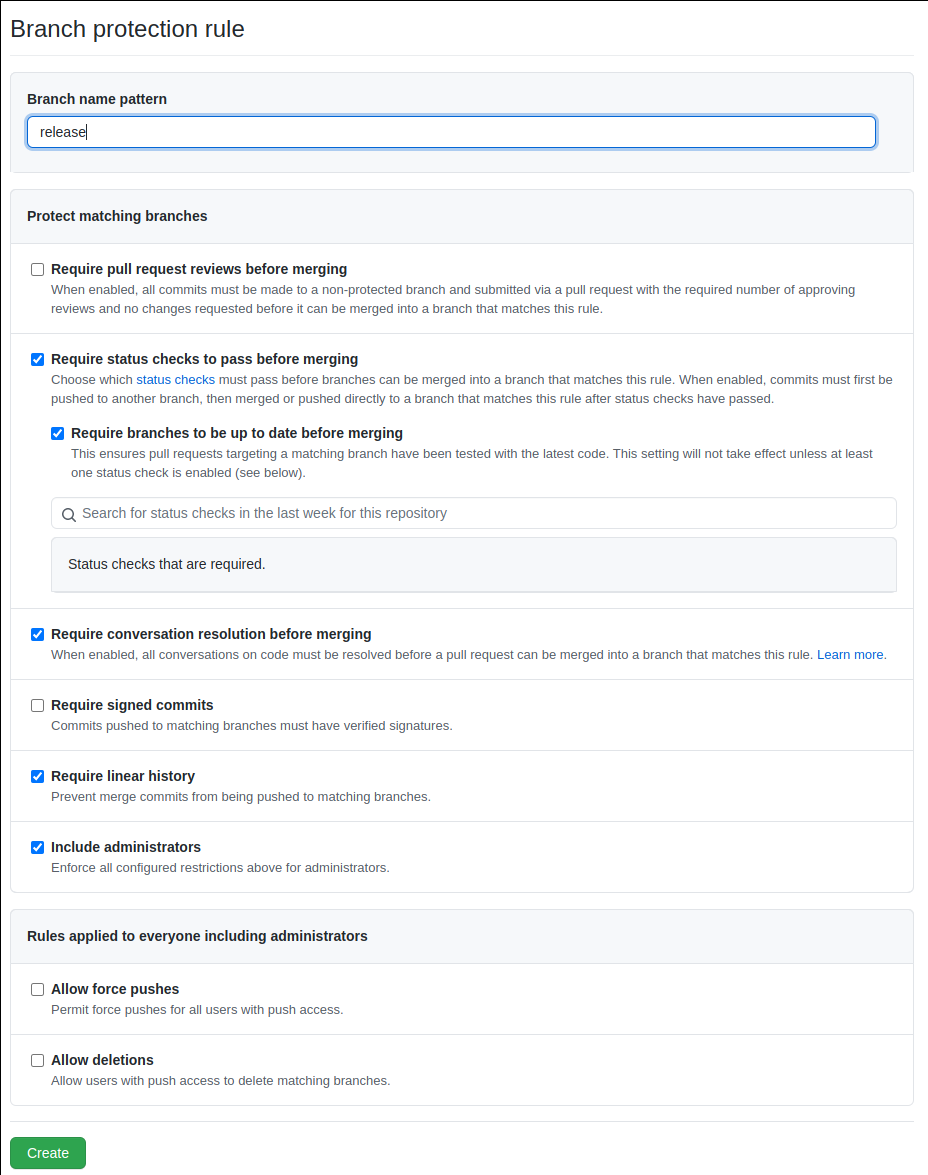 Branch protection rule
Branch name pattern
release
Protect matching branches
Require pull request reviews before merging
When enabled, all commits must be made to a non-protected branch and submitted via a pull request with the required number of approving
reviews and no changes requested before it can be merged into a branch that matches this rule.
Require status checks to pass before merging
Choose which status checks must pass before branches can be merged into a branch that matches this rule. When enabled, commits must first be
pushed to another branch, then merged or pushed directly to a branch that matches this rule after status checks have passed.
Require branches to be up to date before merging
This ensures pull requests targeting a matching branch have been tested with the latest code. This setting will not take effect unless at least
one status check is enabled (see below).
Search for status checks in the last week for this repository
Status checks that are required.
Require conversation resolution before merging
When enabled, all conversations on code must be resolved before a pull request can be merged into a branch that matches this rule. Learn more.
Require signed commits
Commits pushed to matching branches must have verified signatures.
Require linear history
Prevent merge commits from being pushed to matching branches.
Include administrators
Enforce all configured restrictions above for administrators.
Rules applied to everyone including administrators
Allow force pushes
Permit force pushes for all users with push access.
Allow deletions
Allow users with push access to delete matching branches.
Create